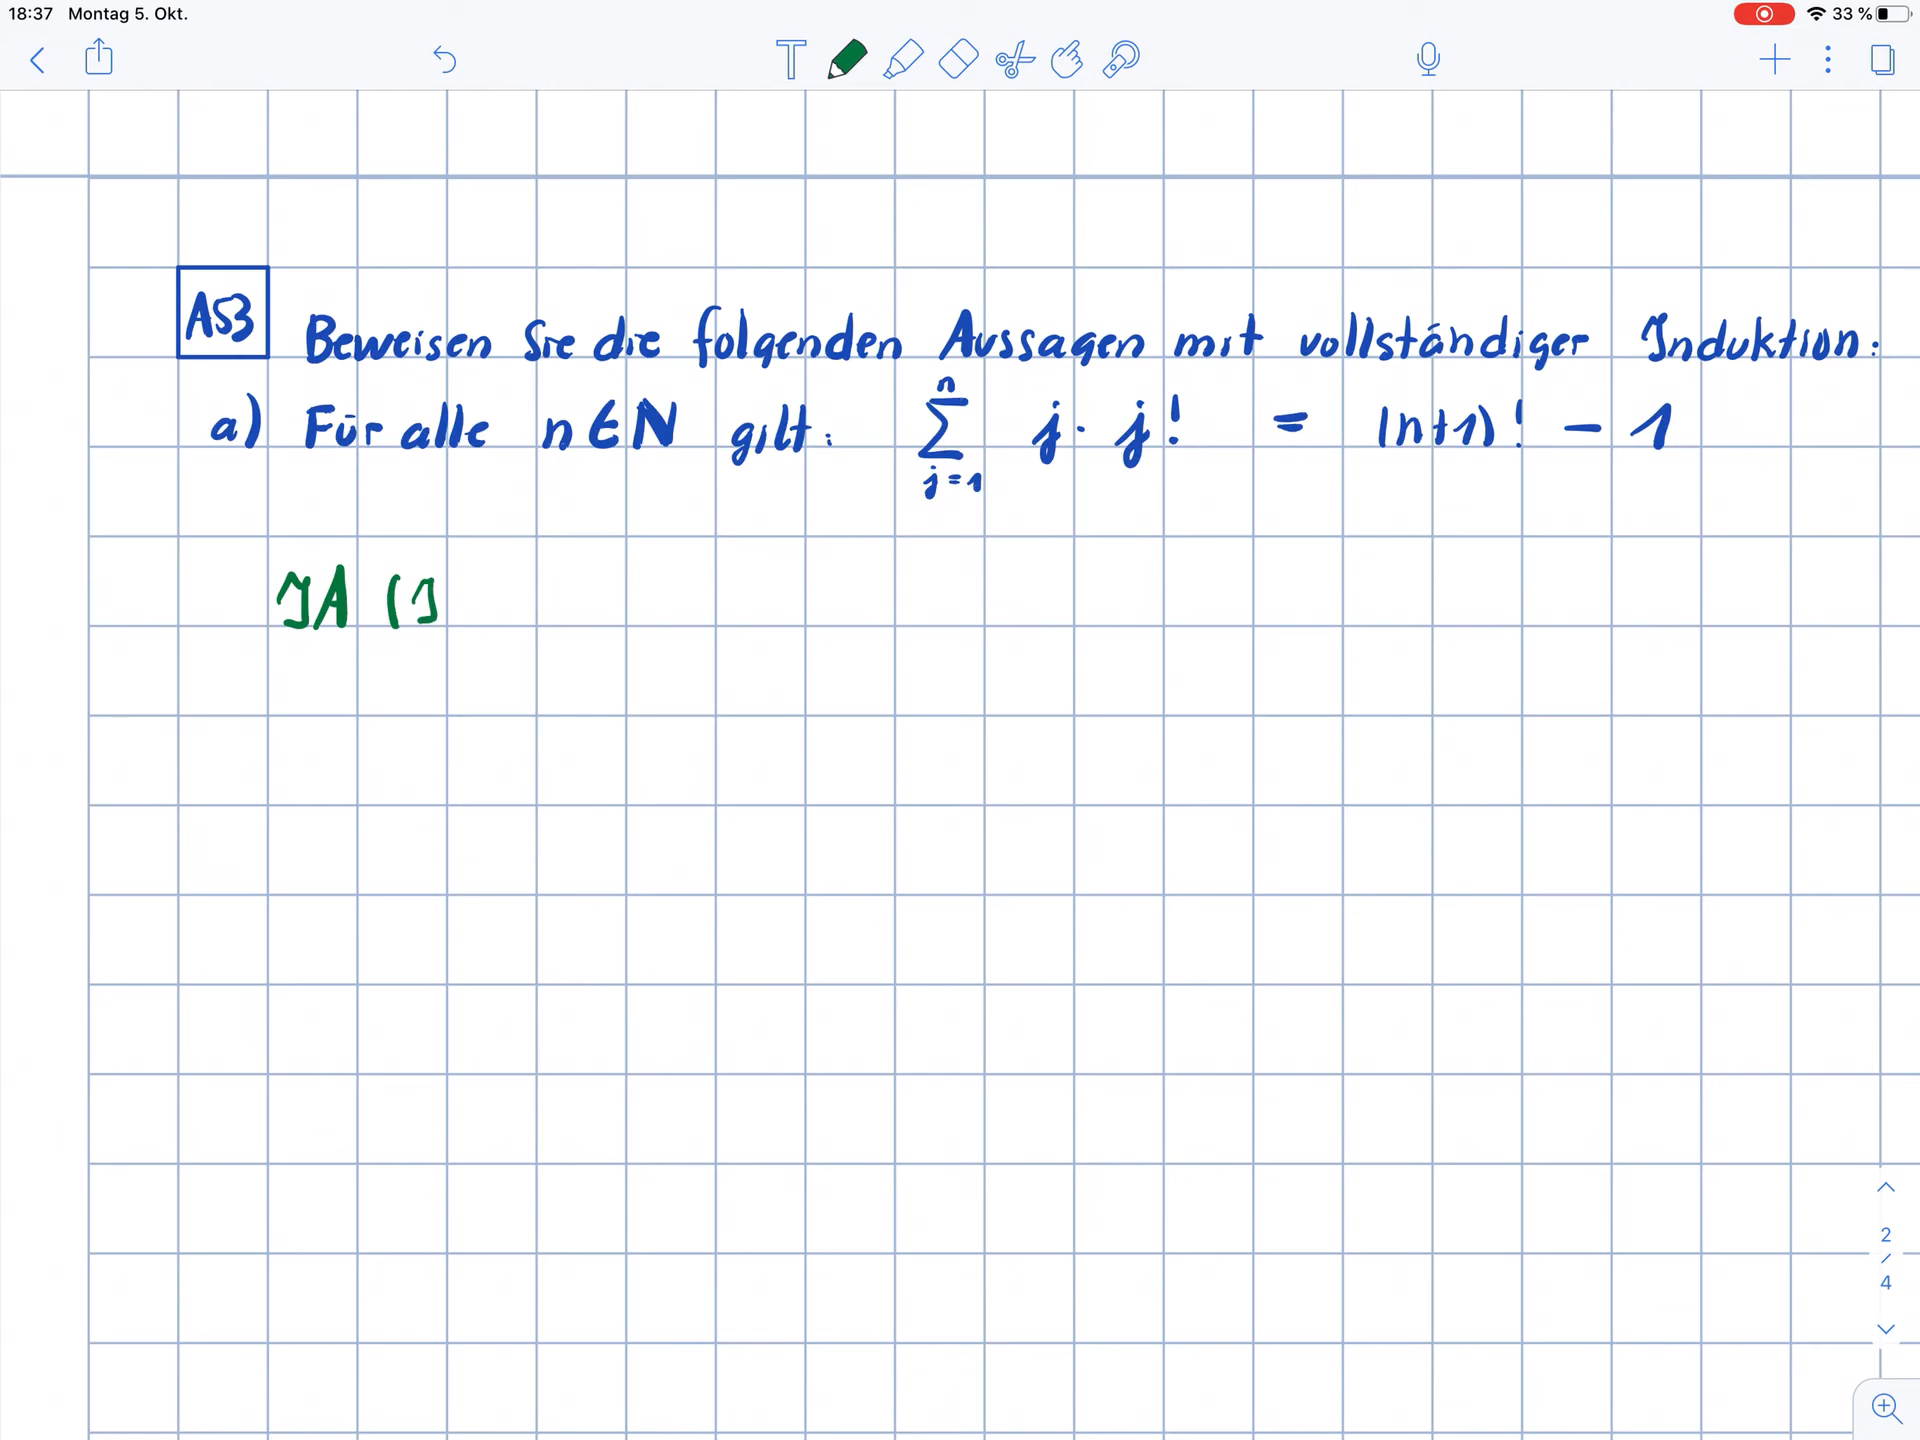 18:37 Montag 5. Okt. 33 %
A53 Beweisen Sie die folgenden Aussagen mit vollständiger Induktion:
a) Für alle n∈ℕ gilt: ∑_{j=1}^{n} j · j! = (n+1)! − 1
IA (I
2
/
4